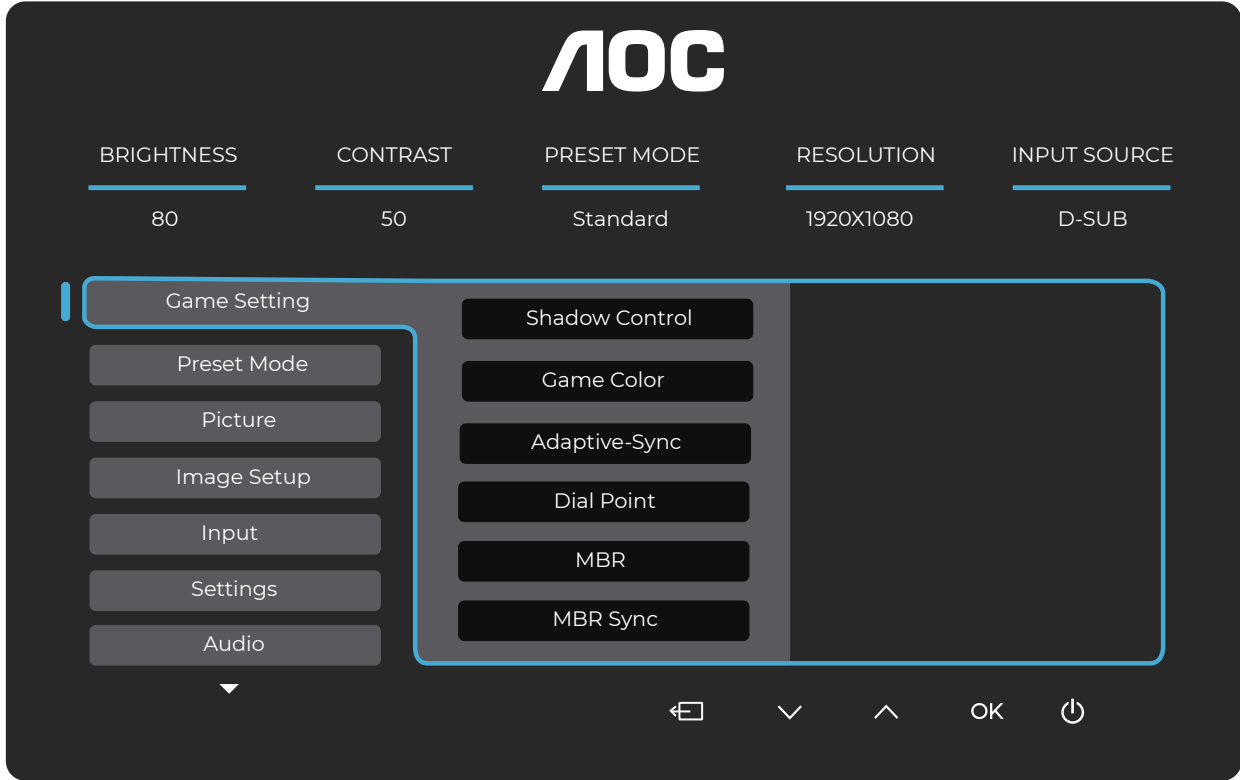 AOC
BRIGHTNESS CONTRAST PRESET MODE RESOLUTION INPUT SOURCE
80 50 Standard 1920X1080 D-SUB
Game Setting
Preset Mode
Picture
Image Setup
Input
Settings
Audio
Shadow Control
Game Color
Adaptive-Sync
Dial Point
MBR
MBR Sync
OK